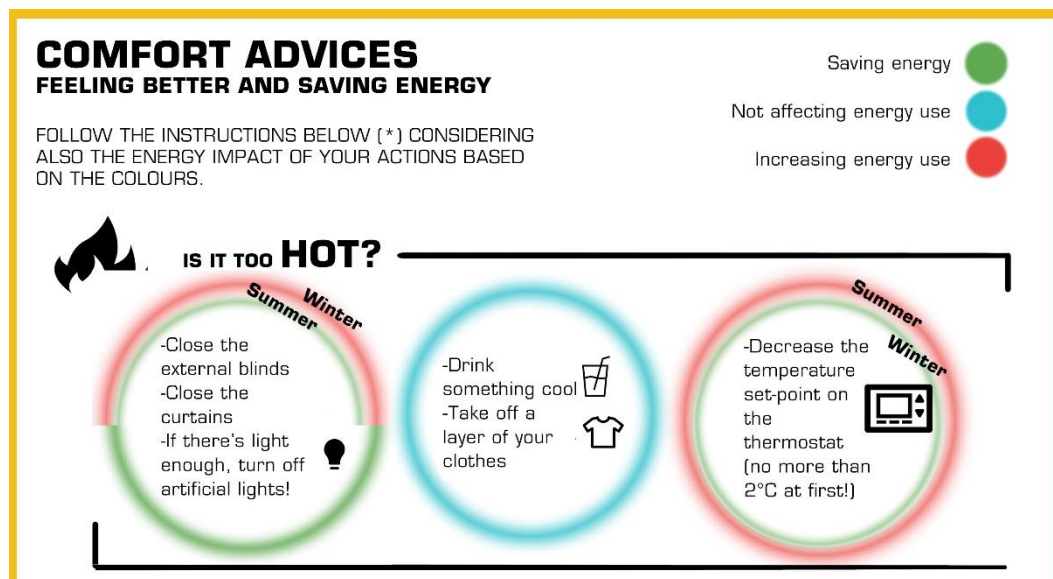 COMFORT ADVICES
FEELING BETTER AND SAVING ENERGY
FOLLOW THE INSTRUCTIONS BELOW (*) CONSIDERING
ALSO THE ENERGY IMPACT OF YOUR ACTIONS BASED
ON THE COLOURS.
Saving energy
Not affecting energy use
Increasing energy use
IS IT TOO HOT?
Summer
Winter
-Close the
external blinds
-Close the
curtains
-If there's light
enough, turn off
artificial lights!
-Drink
something cool
-Take off a
layer of your
clothes
Summer
Winter
-Decrease the
temperature
set-point on
the
thermostat
(no more than
2°C at first!)